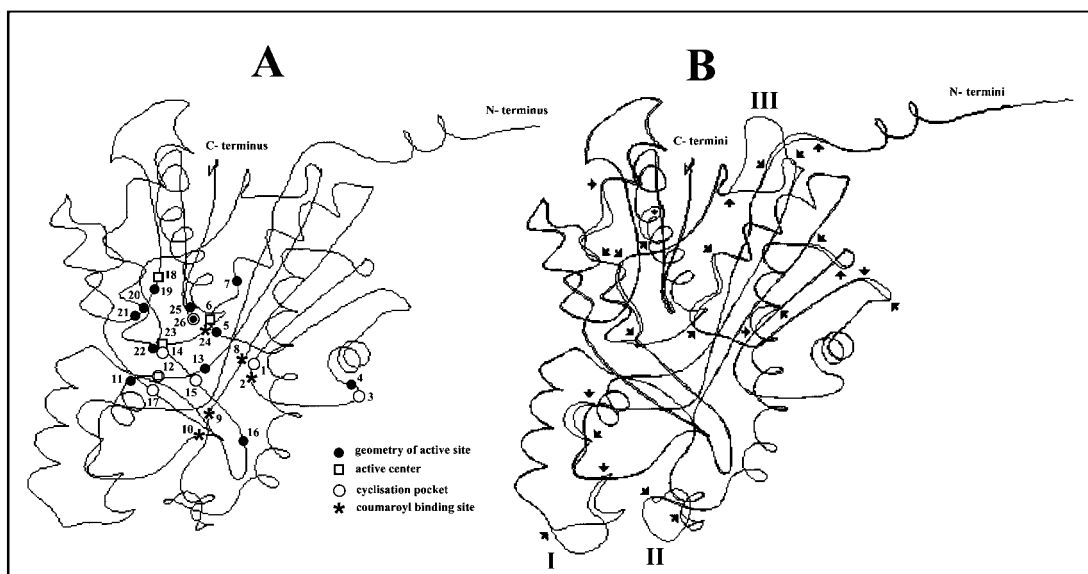 A
B
III
N- terminus
N- termini
C- terminus
C- termini
18
19
7
20
21
25
6
26
5
23
24
22
14
8
1
12
13
2
11
15
4
17
3
9
10
16
geometry of active site
active center
cyclisation pocket
coumaroyl binding site
I
II